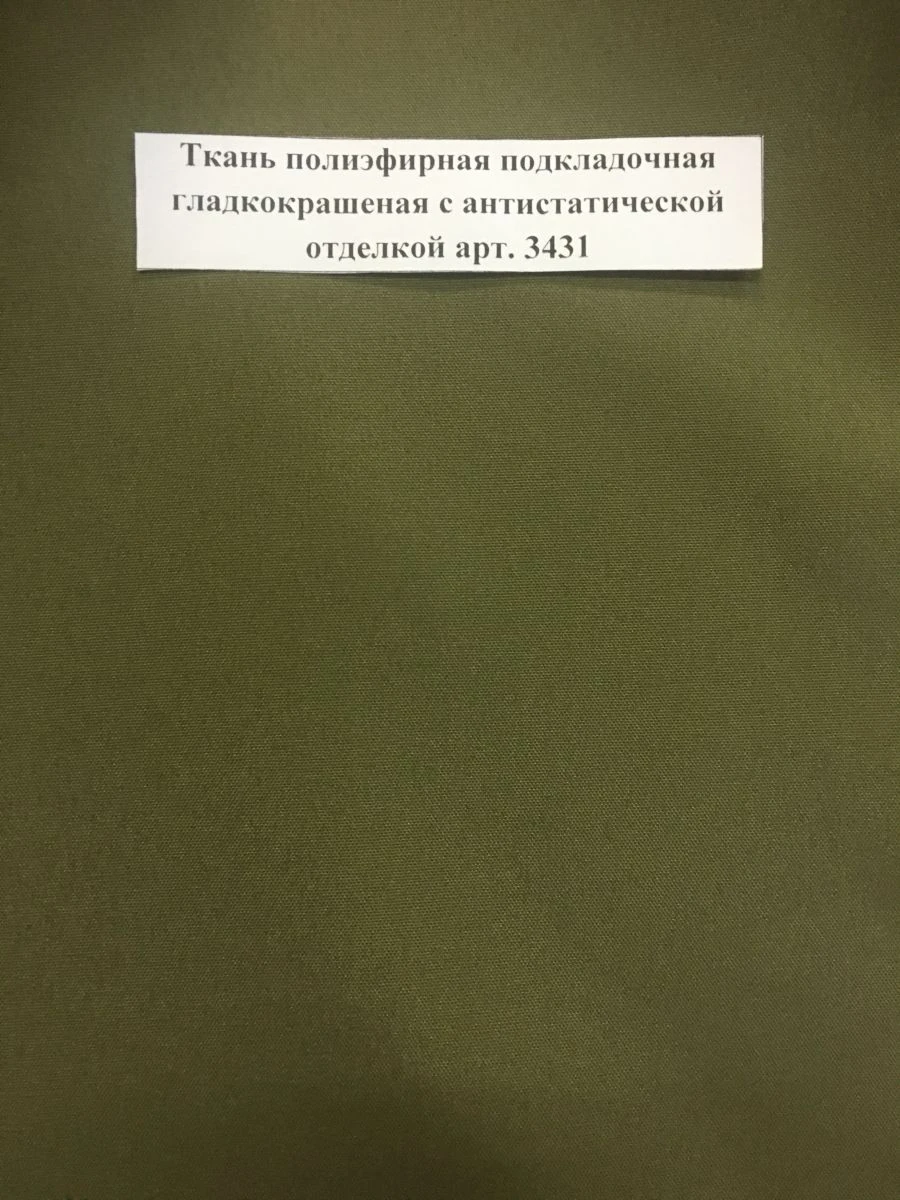 Ткань полиэфирная подкладочная
гладкокрашеная с антистатической
отделкой арт. 3431